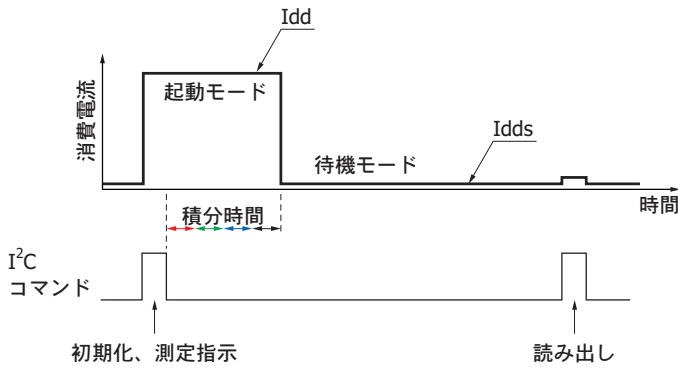 Idd
消費電流
起動モード
Idds
待機モード
時間
積分時間
I²C
コマンド
初期化、測定指示
読み出し